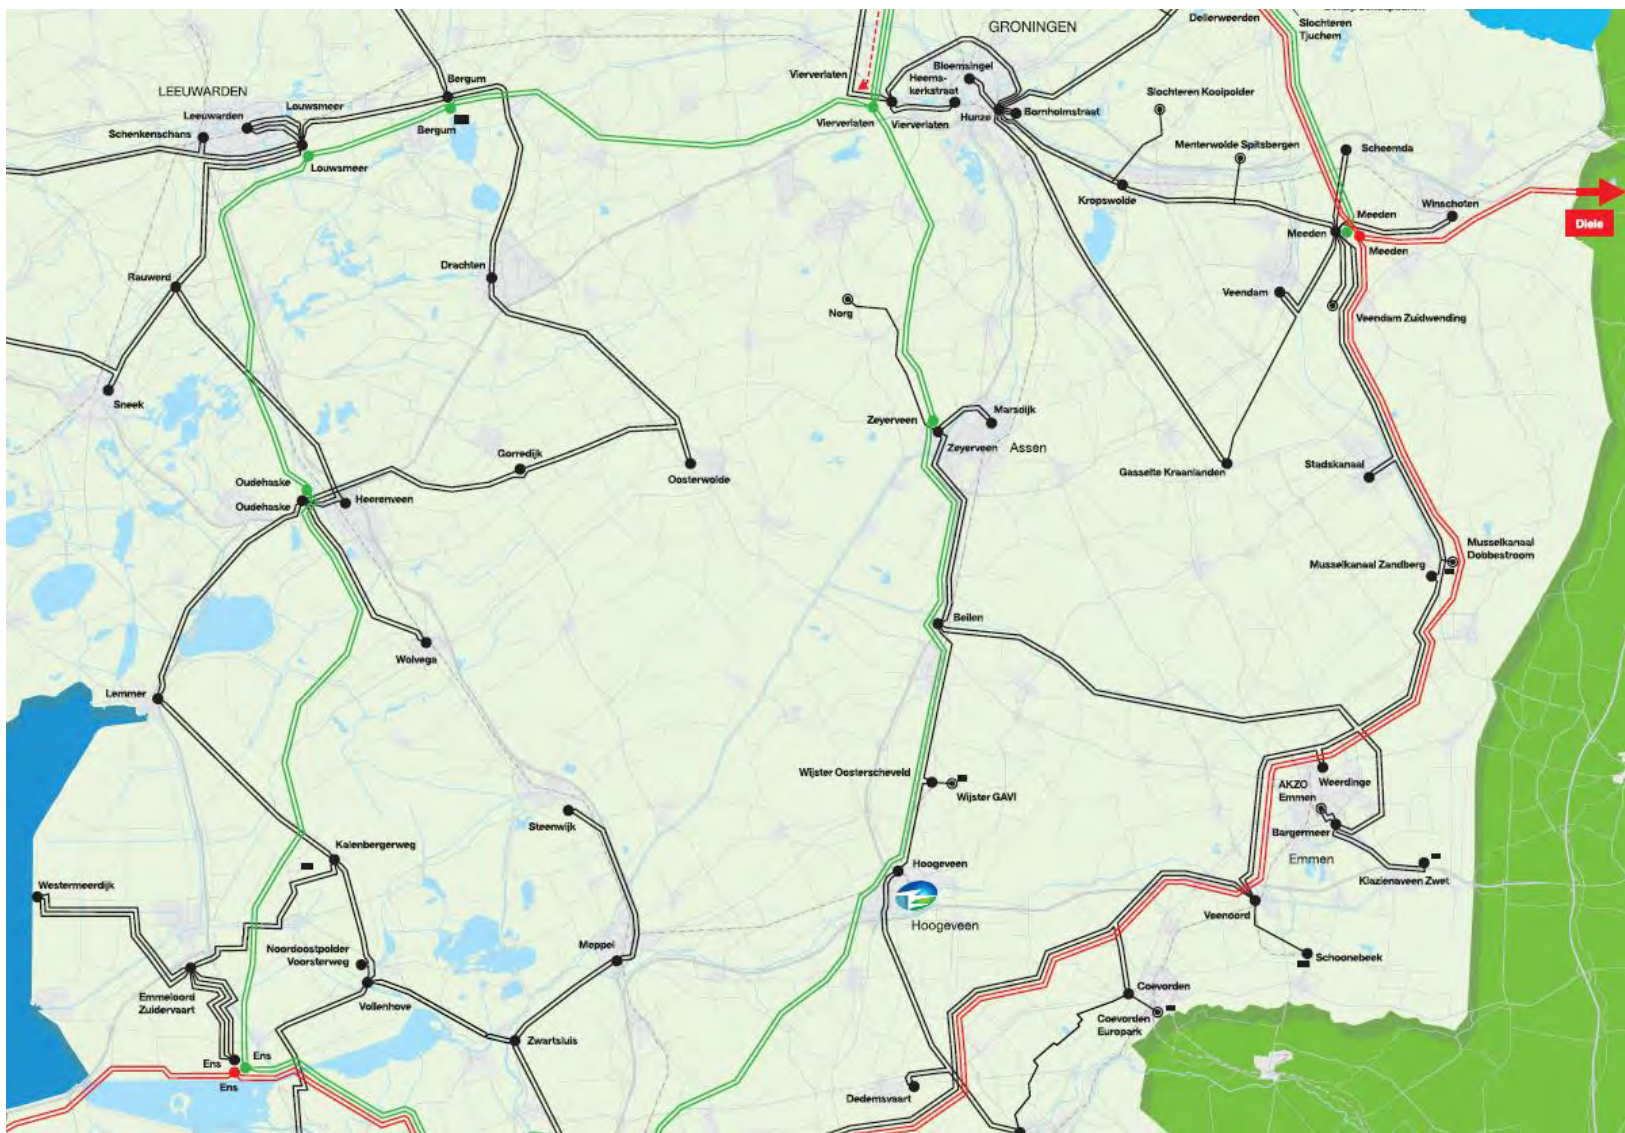 GRONINGEN
Dellerweerden
Slochteren
Tjuchem
Bergum
Vierverlaten
Bloemsingel
Heems-
kerkstraat
LEEUWARDEN
Louwsmeer
Leeuwarden
Slochteren Kooipolder
Schenkenschans
Bergum
Vierverlaten
Vierverlaten
Hunze
Bornholmstraat
Menterwolde Spitsbergen
Scheemda
Louwsmeer
Kropswolde
Winschoten
Meeden
Diele
Meeden
Meeden
Rauwerd
Drachten
Veendam
Norg
Veendam Zuidwending
Sneek
Marsdijk
Zeyerveen
Zeyerveen
Assen
Gorredijk
Stadskanaal
Gasselte Kraanlanden
Oosterwolde
Oudehaske
Heerenveen
Oudehaske
Musselkanaal
Dobbestroom
Musselkanaal Zandberg
Beilen
Wolvega
Lemmer
Wijster Oosterscheveld
Weerdinge
AKZO
Emmen
Wijster GAVI
Steenwijk
Bargermeer
Kalenbergerweg
Emmen
Hoogeveen
Klazienaveen Zwet
Westermeerdijk
Veenoord
Hoogeveen
Noordoostpolder
Voorsterweg
Meppel
Schoonebeek
Emmeloord
Zuidervaart
Vollenhove
Coevorden
Coevorden
Europark
Zwartsluis
Ens
Ens
Ens
Dedemsvaart